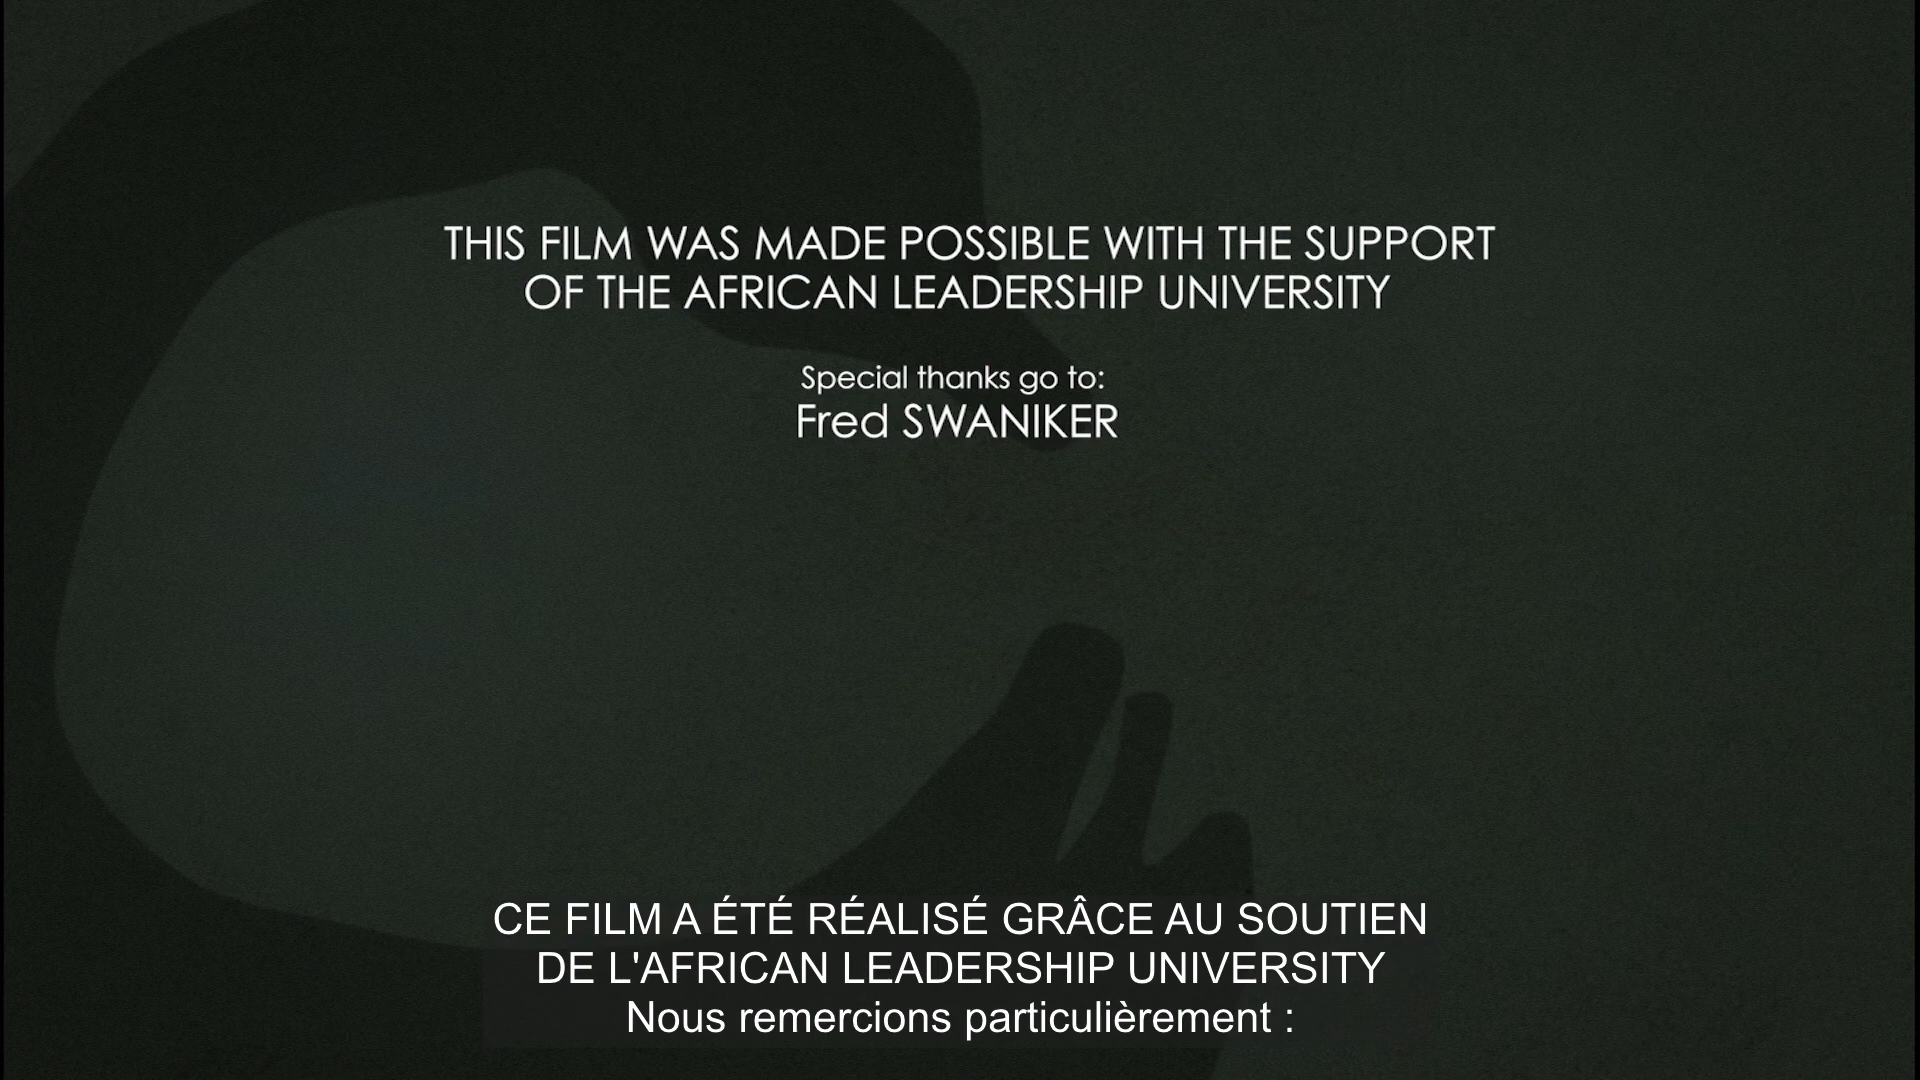 THIS FILM WAS MADE POSSIBLE WITH THE SUPPORT
OF THE AFRICAN LEADERSHIP UNIVERSITY
Special thanks go to:
Fred SWANIKER
CE FILM A ÉTÉ RÉALISÉ GRÂCE AU SOUTIEN
DE L'AFRICAN LEADERSHIP UNIVERSITY
Nous remercions particulièrement :